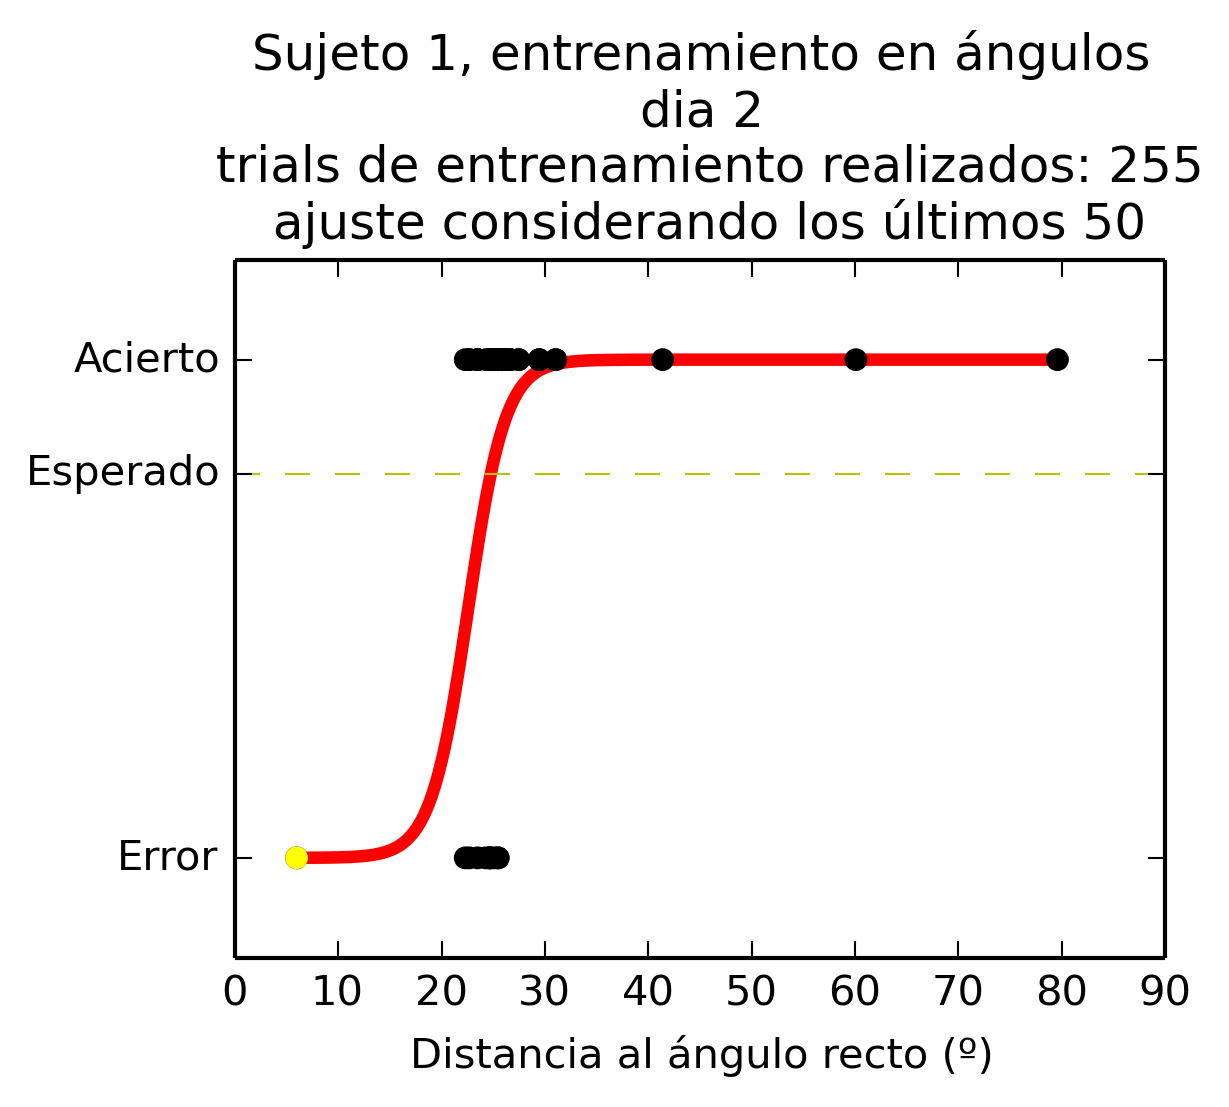 Sujeto 1, entrenamiento en ángulos
dia 2
trials de entrenamiento realizados: 255
ajuste considerando los últimos 50
Acierto
Esperado
Error
0 10 20 30 40 50 60 70 80 90
Distancia al ángulo recto (º)